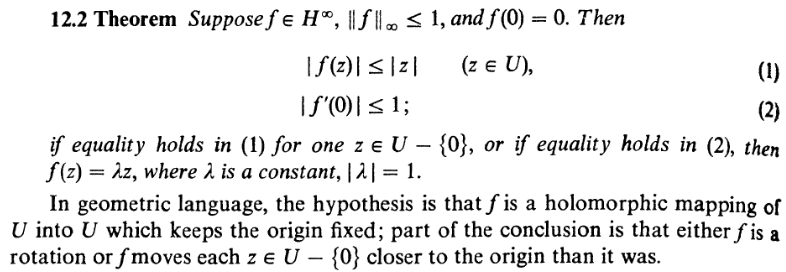 12.2 Theorem Suppose f ∈ H^∞, ‖f‖_∞ ≤ 1, and f(0) = 0. Then
|f(z)| ≤ |z| (z ∈ U), (1)
|f′(0)| ≤ 1; (2)
if equality holds in (1) for one z ∈ U − {0}, or if equality holds in (2), then
f(z) = λz, where λ is a constant, |λ| = 1.
In geometric language, the hypothesis is that f is a holomorphic mapping of
U into U which keeps the origin fixed; part of the conclusion is that either f is a
rotation or f moves each z ∈ U − {0} closer to the origin than it was.